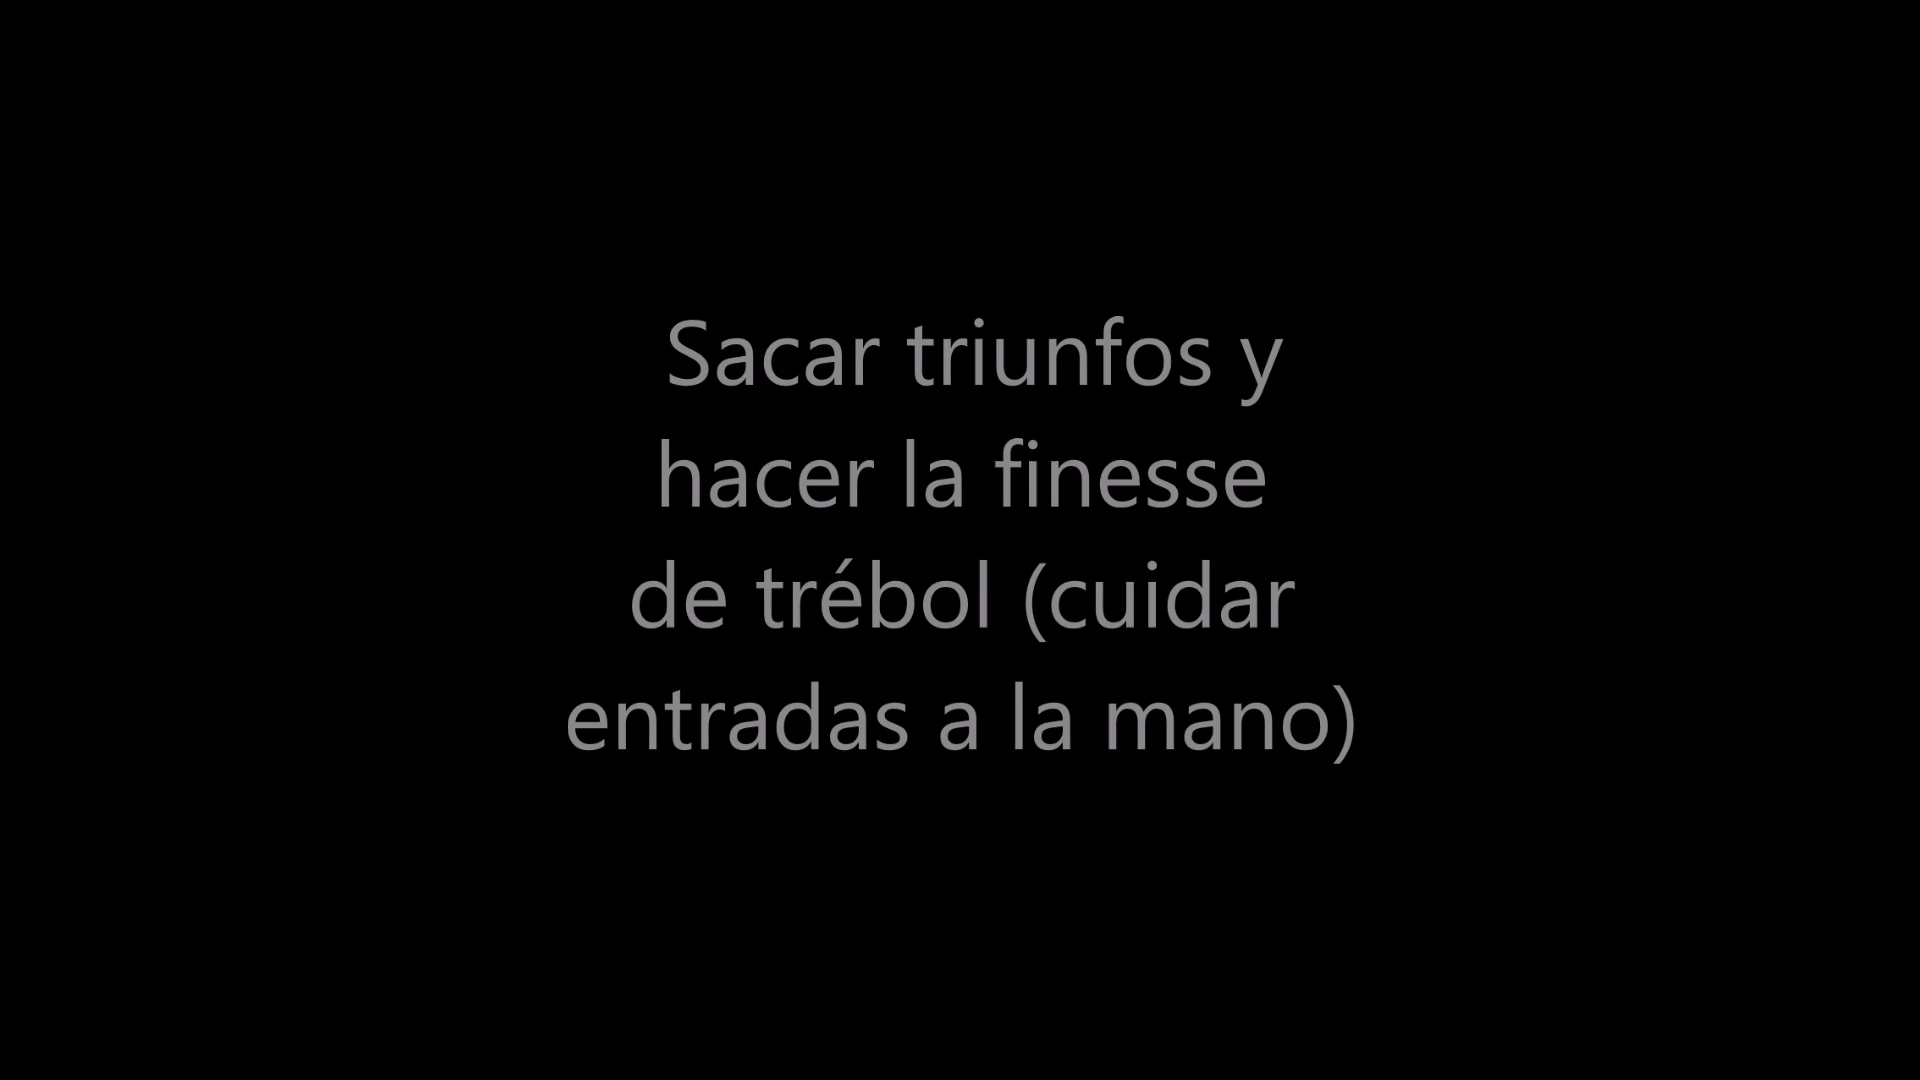 Sacar triunfos y
hacer la finesse
de trébol (cuidar
entradas a la mano)